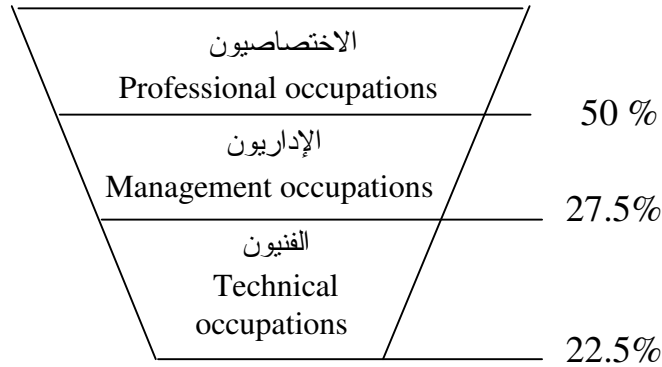 الاختصاصيون
Professional occupations
50 %
الإداريون
Management occupations
27.5%
الفنيون
Technical
occupations
22.5%